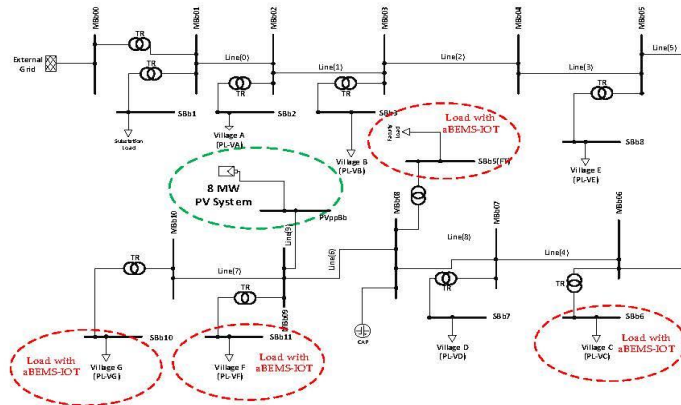 MBb00
MBb01
MBb02
MBb03
MBb04
MBb05
External
Grid
TR
TR
Line(0)
Line(1)
Line(2)
Line(3)
Line(5)
TR
TR
TR
SBb1
SBb2
SBb3
Substation
Load
Village A
(PL-VA)
Village B
(PL-VB)
Factory
Load
Load with
aBEMS-IOT
SBb8
Village E
(PL-VE)
8 MW
PV System
PVppBb
MBb10
Line(9)
MBb08
MBb07
MBb06
Line(7)
Line(6)
Line(8)
Line(4)
TR
TR
MBb09
TR
TR
SBb10
SBb11
CAP
SBb7
SBb6
Load with
aBEMS-IOT
Village G
(PL-VG)
Village F
(PL-VF)
Load with
aBEMS-IOT
Village D
(PL-VD)
Village C
(PL-VC)
Load with
aBEMS-IOT